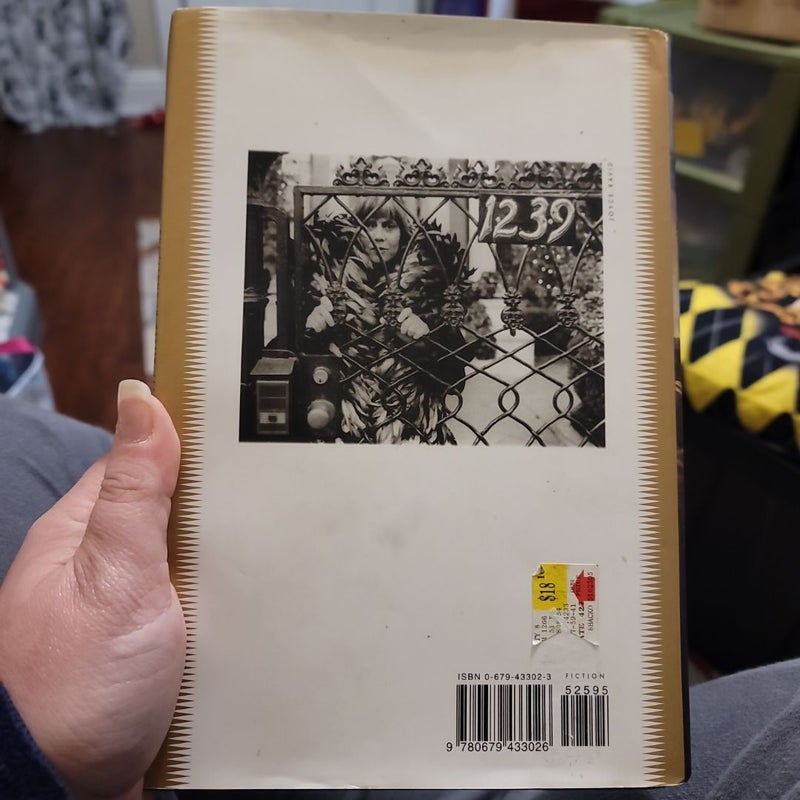 1239
JOYCE RAVID
$18
ISBN 0-679-43302-3
FICTION
52595
9 780679 433026